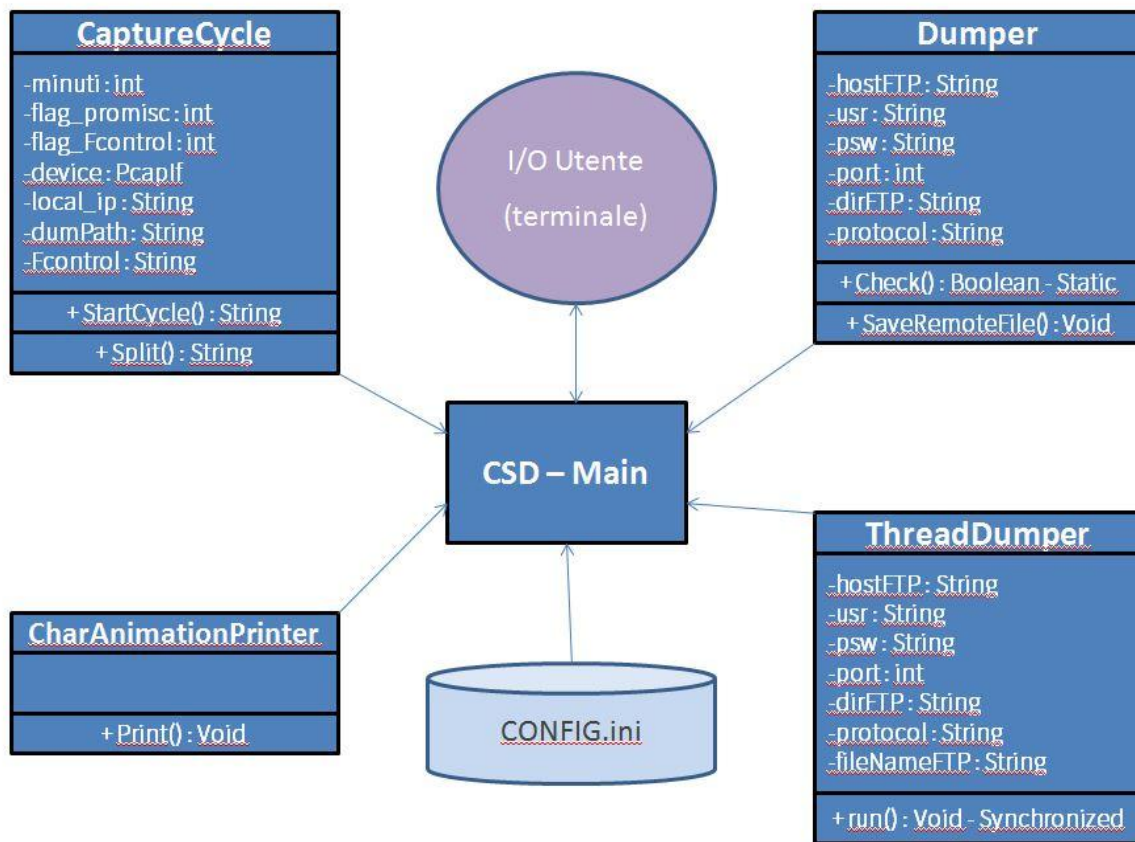 CaptureCycle
-minuti : int
-flag_promisc : int
-flag_Fcontrol : int
-device : PcapIf
-local_ip : String
-dumPath : String
-Fcontrol : String
+ StartCycle() : String
+ Split() : String
I/O Utente
(terminale)
Dumper
-hostFTP : String
-usr : String
-psw : String
-port : int
-dirFTP : String
-protocol : String
+ Check() : Boolean - Static
+ SaveRemoteFile() : Void
CSD – Main
CharAnimationPrinter
+ Print() : Void
CONFIG.ini
ThreadDumper
-hostFTP : String
-usr : String
-psw : String
-port : int
-dirFTP : String
-protocol : String
-fileNameFTP : String
+ run() : Void - Synchronized